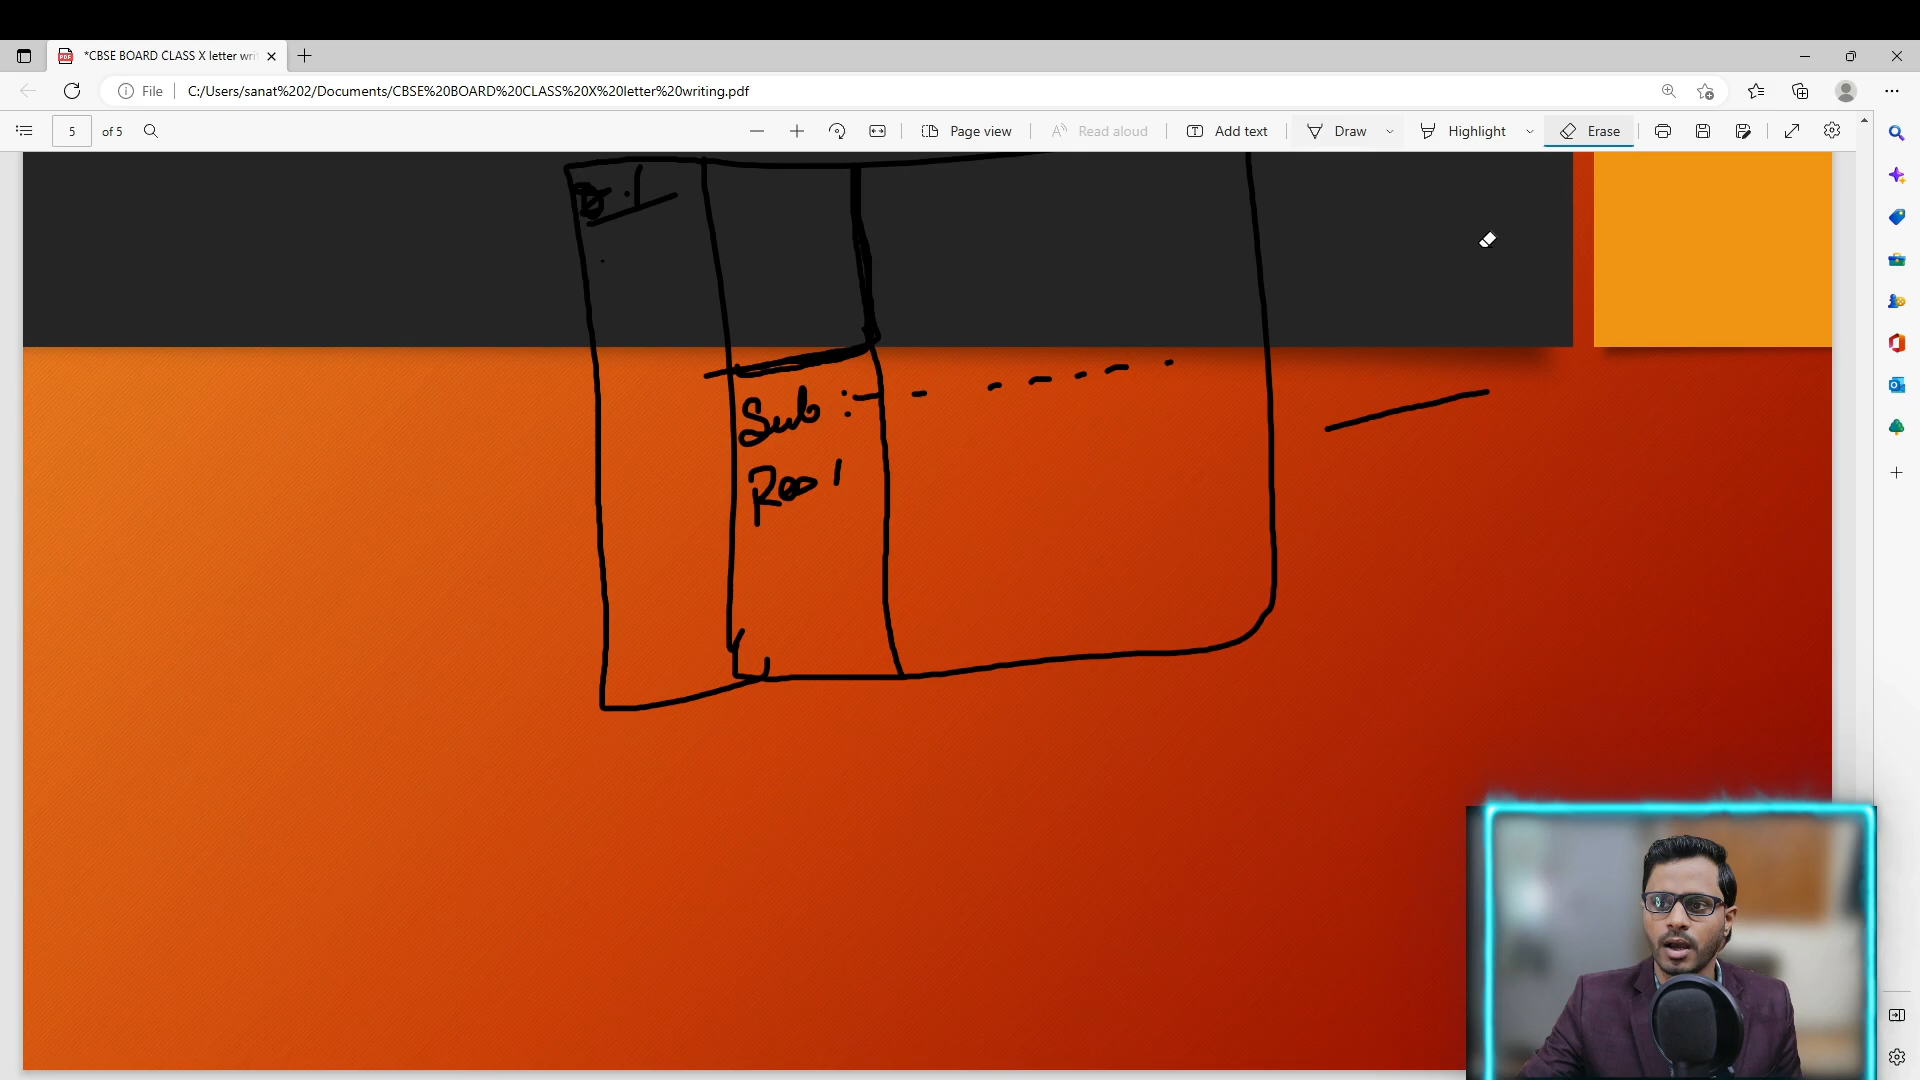 *CBSE BOARD CLASS X letter wri
File C:/Users/sanat%202/Documents/CBSE%20BOARD%20CLASS%20X%20letter%20writing.pdf
5 of 5 Page view Read aloud Add text Draw Highlight Erase
Sub :-